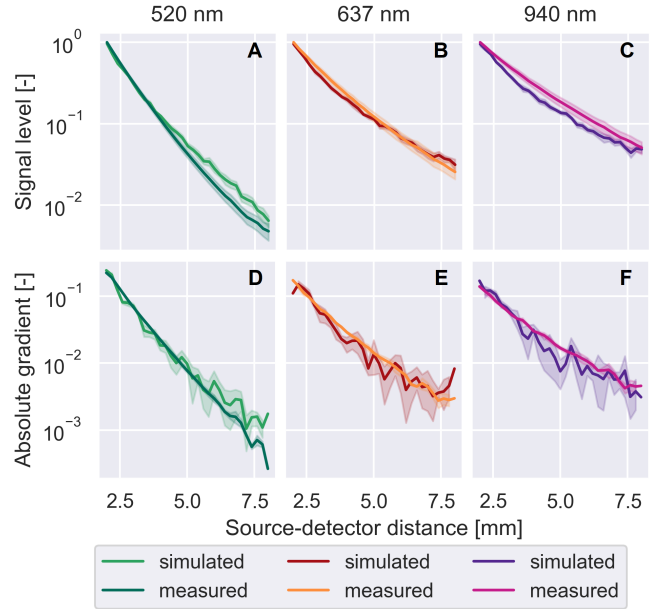 520 nm 637 nm 940 nm
A B C
Signal level [-]
10^0
10^-1
10^-2
D E F
Absolute gradient [-]
10^-1
10^-2
10^-3
2.5 5.0 7.5 2.5 5.0 7.5 2.5 5.0 7.5
Source-detector distance [mm]
simulated simulated simulated
measured measured measured